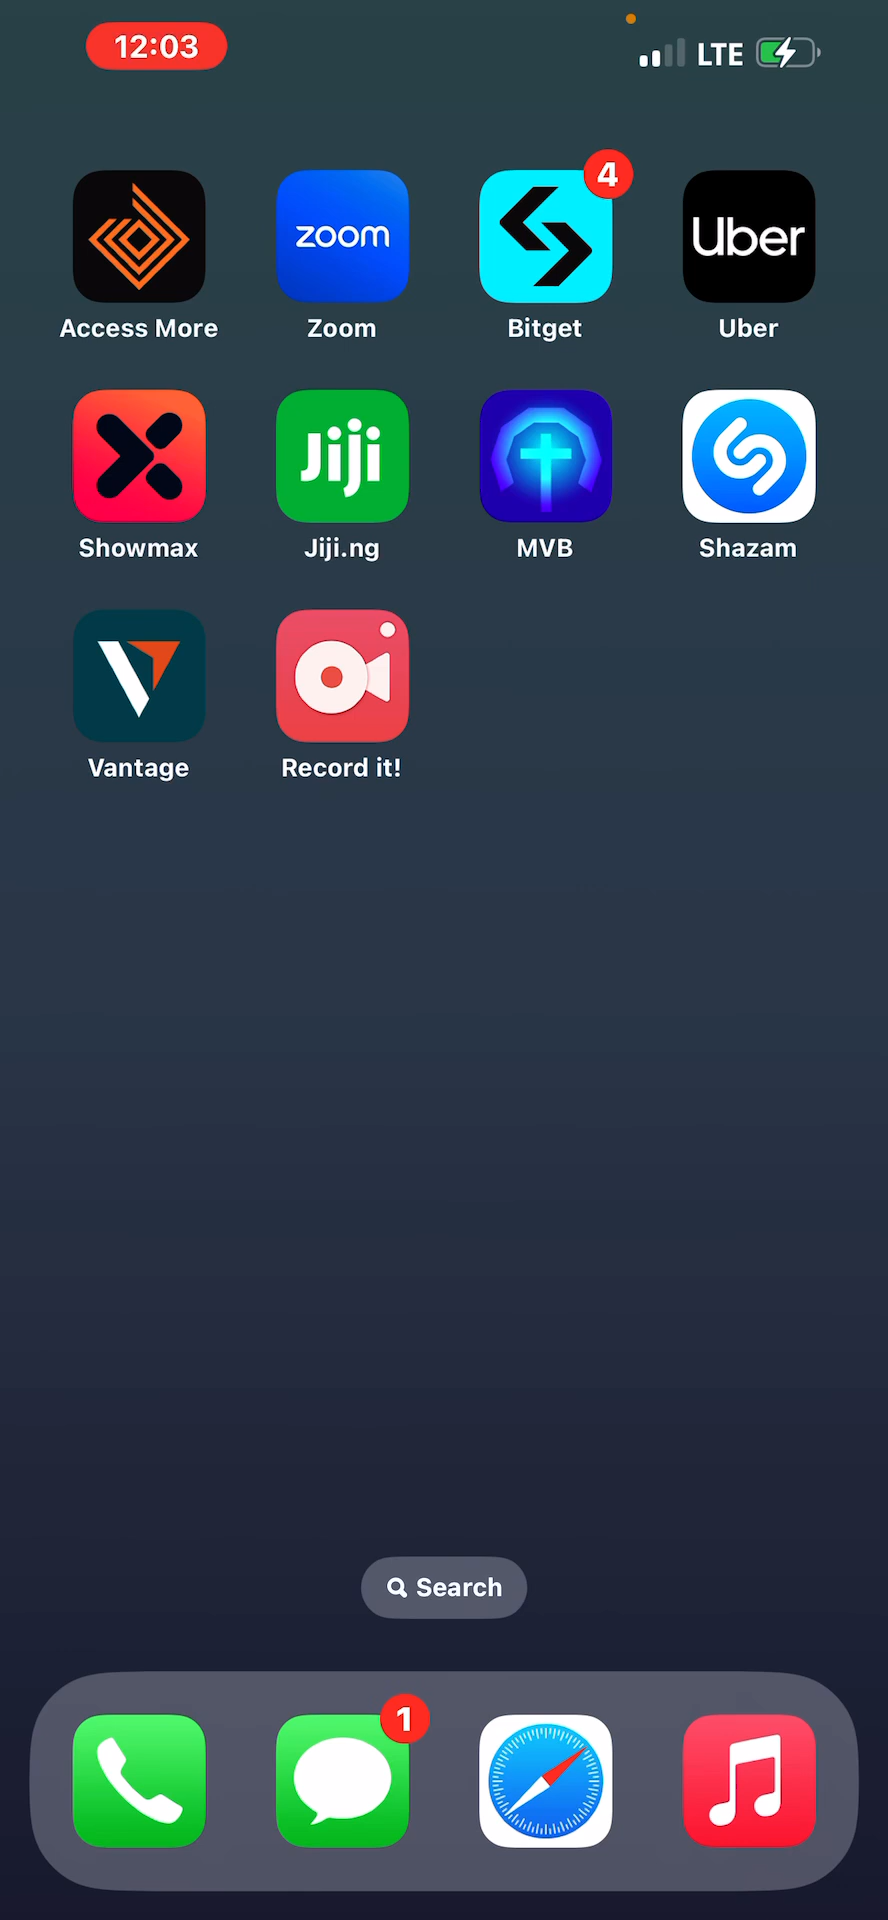 12:03
LTE
4
zoom
Uber
Access More
Zoom
Bitget
Uber
Jiji
Showmax
Jiji.ng
MVB
Shazam
Vantage
Record it!
Search
1